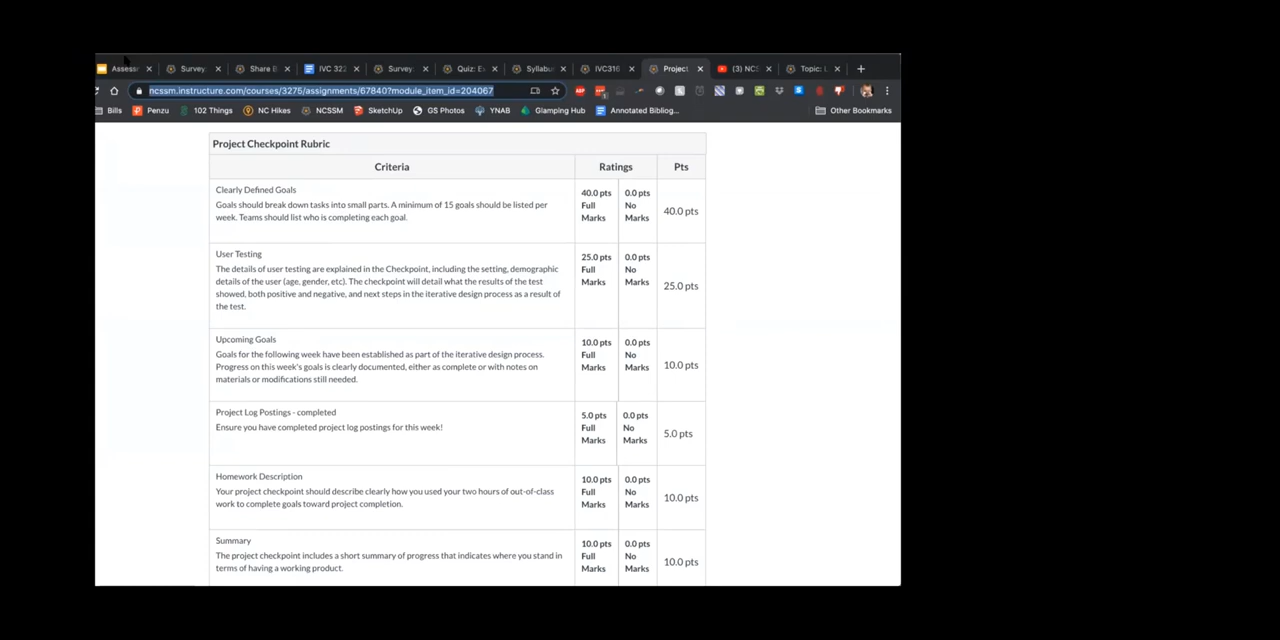 Assess
Survey
Share B
IVC 322
Survey:
Quiz: E
Syllabu
IVC316
Project
(3) NCS
Topic: L
ncssm.instructure.com/courses/3275/assignments/67840?module_item_id=204067
Bills
Penzu
102 Things
NC Hikes
NCSSM
SketchUp
GS Photos
YNAB
Glamping Hub
Annotated Bibliog...
Other Bookmarks
Project Checkpoint Rubric
Criteria
Ratings
Pts
Clearly Defined Goals
Goals should break down tasks into small parts. A minimum of 15 goals should be listed per
week. Teams should list who is completing each goal.
40.0 pts
Full
Marks
0.0 pts
No
Marks
40.0 pts
User Testing
The details of user testing are explained in the Checkpoint, including the setting, demographic
details of the user (age, gender, etc). The checkpoint will detail what the results of the test
showed, both positive and negative, and next steps in the iterative design process as a result of
the test.
25.0 pts
Full
Marks
0.0 pts
No
Marks
25.0 pts
Upcoming Goals
Goals for the following week have been established as part of the iterative design process.
Progress on this week's goals is clearly documented, either as complete or with notes on
materials or modifications still needed.
10.0 pts
Full
Marks
0.0 pts
No
Marks
10.0 pts
Project Log Postings - completed
Ensure you have completed project log postings for this week!
5.0 pts
Full
Marks
0.0 pts
No
Marks
5.0 pts
Homework Description
Your project checkpoint should describe clearly how you used your two hours of out-of-class
work to complete goals toward project completion.
10.0 pts
Full
Marks
0.0 pts
No
Marks
10.0 pts
Summary
The project checkpoint includes a short summary of progress that indicates where you stand in
terms of having a working product.
10.0 pts
Full
Marks
0.0 pts
No
Marks
10.0 pts